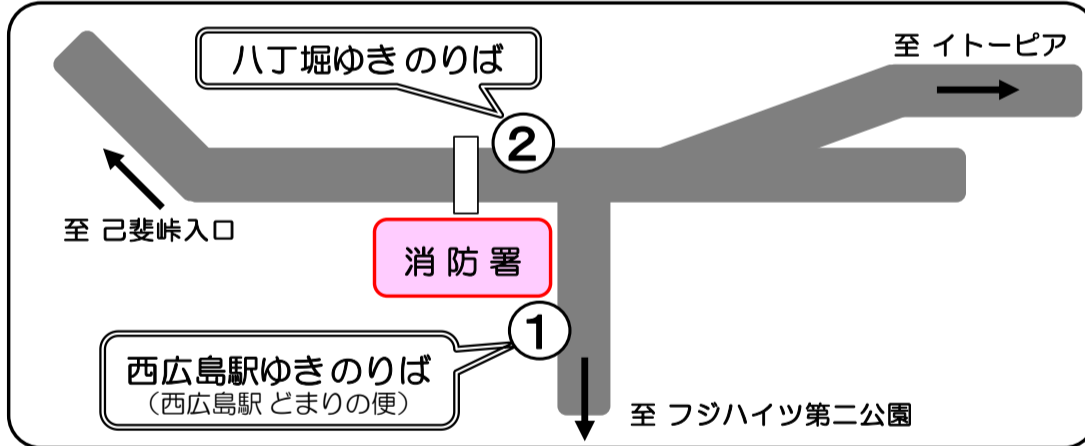 八丁堀ゆきのりば
至 イトーピア
②
至 己斐峠入口
消防署
①
西広島駅ゆきのりば
（西広島駅 どまりの便）
至 フジハイツ第二公園